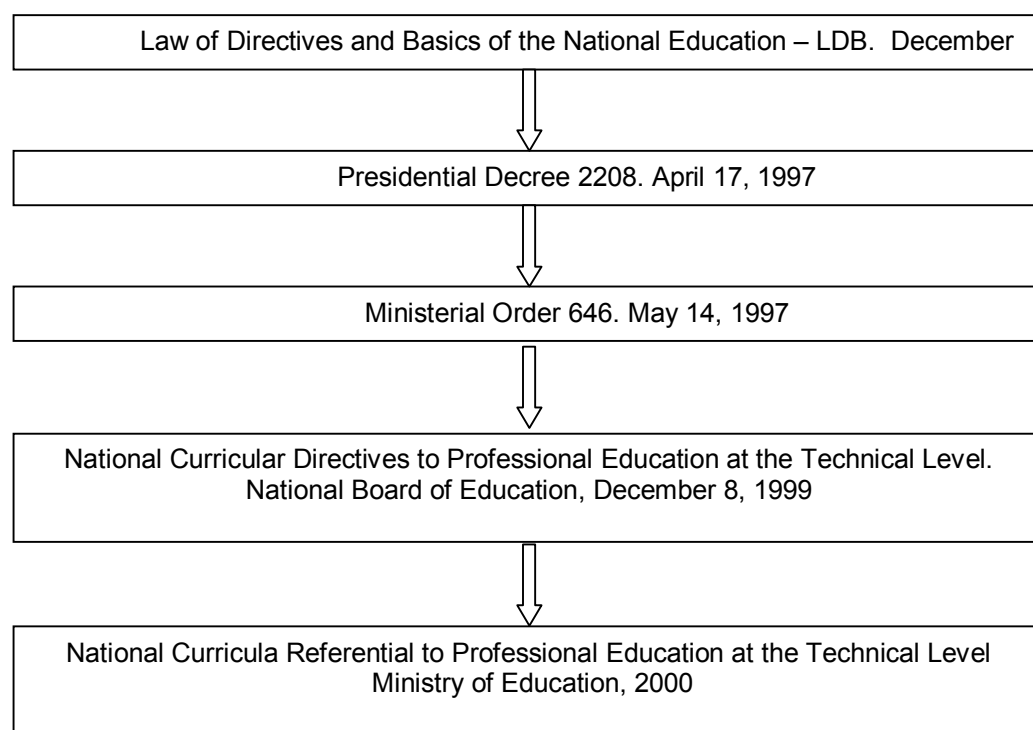 Law of Directives and Basics of the National Education – LDB.  December
Presidential Decree 2208. April 17, 1997
Ministerial Order 646. May 14, 1997
National Curricular Directives to Professional Education at the Technical Level.
National Board of Education, December 8, 1999
National Curricula Referential to Professional Education at the Technical Level
Ministry of Education, 2000